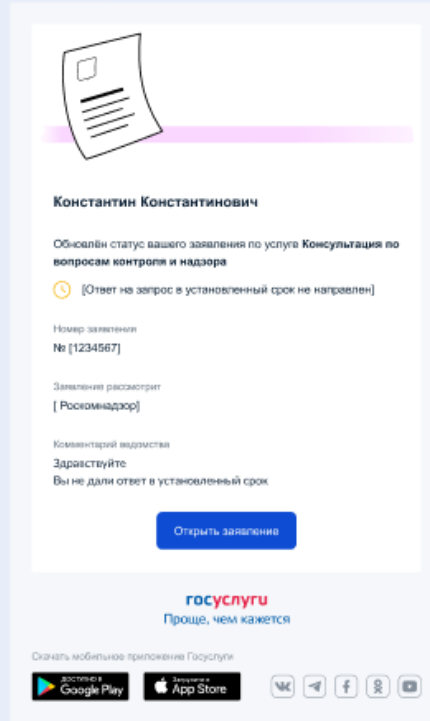 Константин Константинович
Обновлён статус вашего заявления по услуге Консультация по
вопросам контроля и надзора
[Ответ на запрос в установленный срок не направлен]
Номер заявления
№ [1234567]
Заявление рассмотрит
[ Роскомнадзор]
Комментарий ведомства
Здравствуйте
Вы не дали ответ в установленный срок
Открыть заявление
госуслуги
Проще, чем кажется
Скачать мобильное приложение Госуслуги
ДОСТУПНО В
Google Play
Загрузите в
App Store